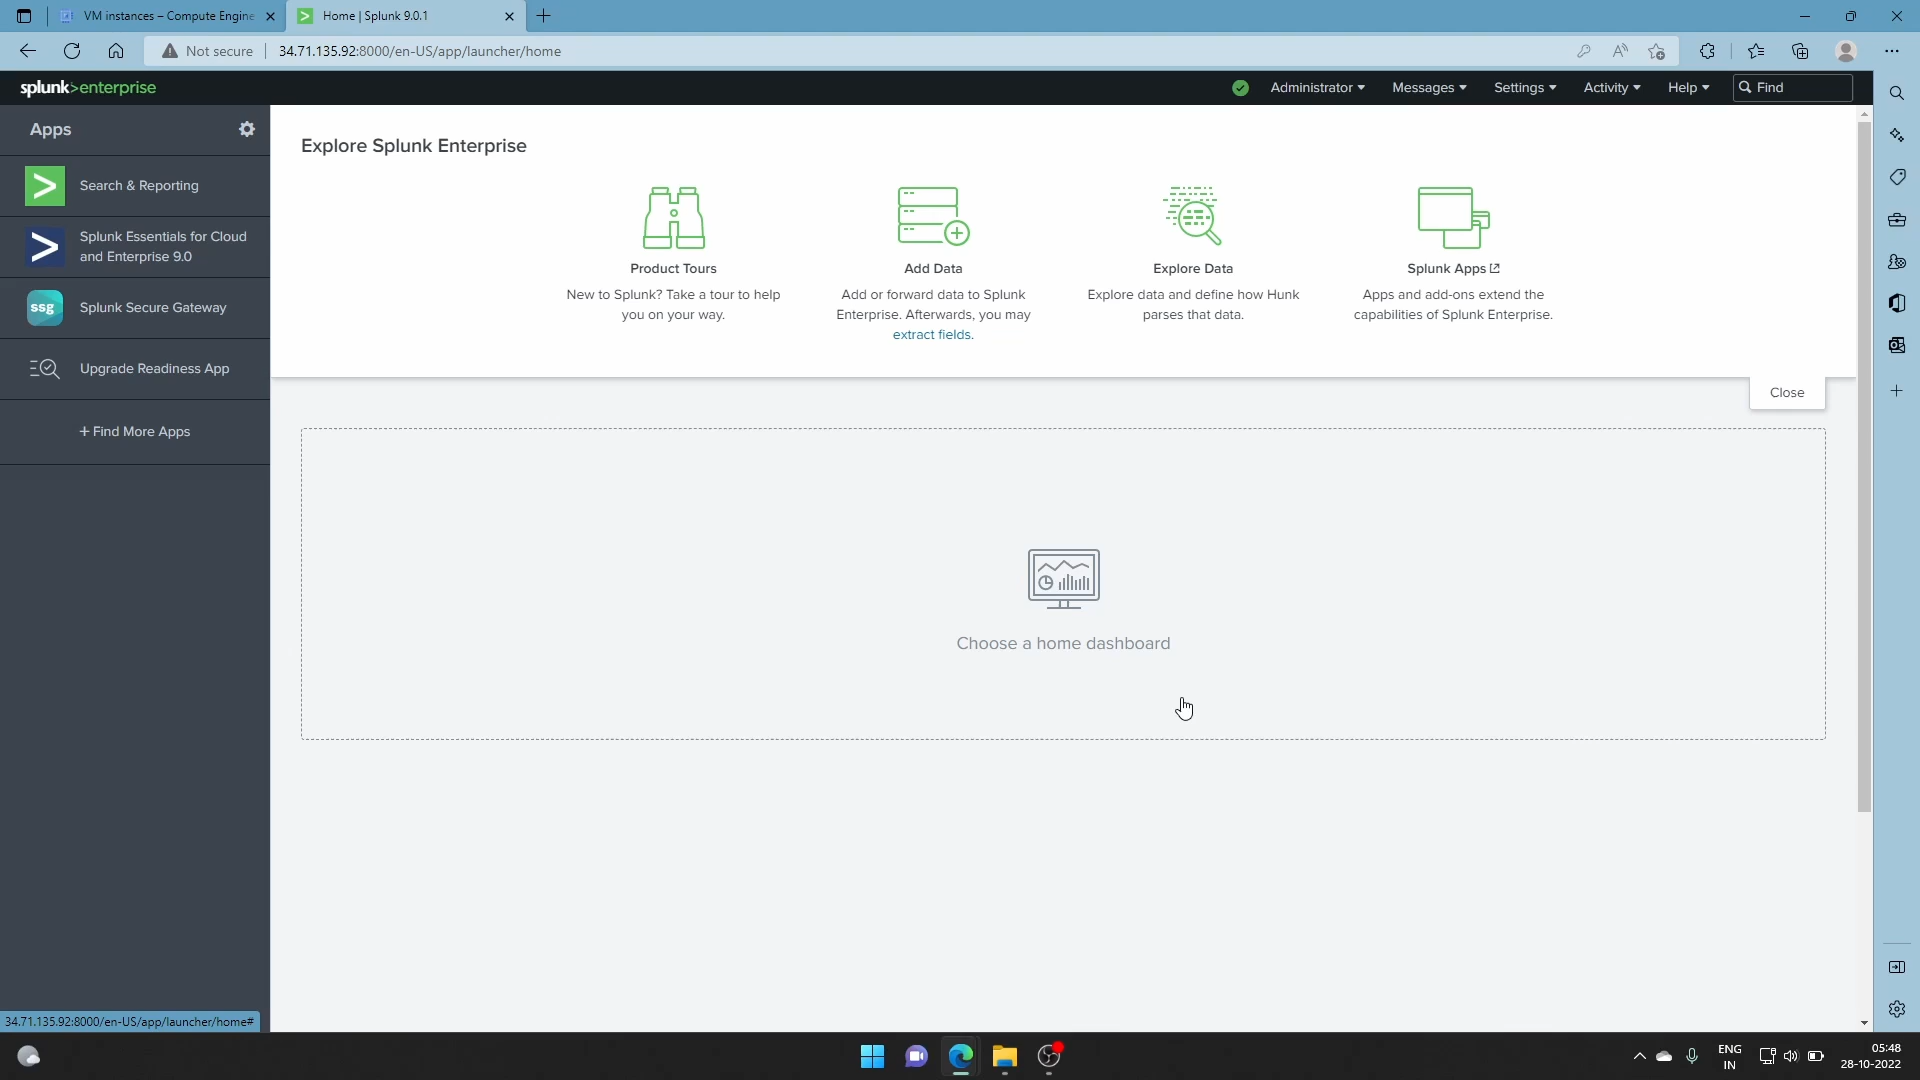 VM instances – Compute Engine
Home | Splunk 9.0.1
Not secure
34.71.135.92:8000/en-US/app/launcher/home
splunk>enterprise
Administrator
Messages
Settings
Activity
Help
Find
Apps
Search & Reporting
Splunk Essentials for Cloud
and Enterprise 9.0
ssg
Splunk Secure Gateway
Upgrade Readiness App
+ Find More Apps
Explore Splunk Enterprise
Product Tours
New to Splunk? Take a tour to help
you on your way.
Add Data
Add or forward data to Splunk
Enterprise. Afterwards, you may
extract fields.
Explore Data
Explore data and define how Hunk
parses that data.
Splunk Apps
Apps and add-ons extend the
capabilities of Splunk Enterprise.
Close
Choose a home dashboard
34.71.135.92:8000/en-US/app/launcher/home#
ENG
IN
05:48
28-10-2022